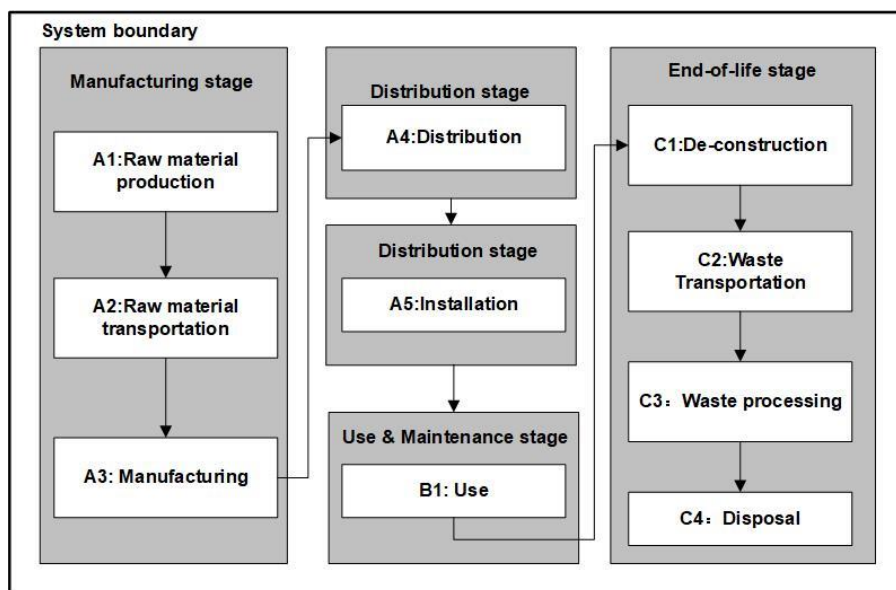 System boundary
Manufacturing stage
A1:Raw material
production
A2:Raw material
transportation
A3: Manufacturing
Distribution stage
A4:Distribution
Distribution stage
A5:Installation
Use & Maintenance stage
B1: Use
End-of-life stage
C1:De-construction
C2:Waste
Transportation
C3：Waste processing
C4：Disposal